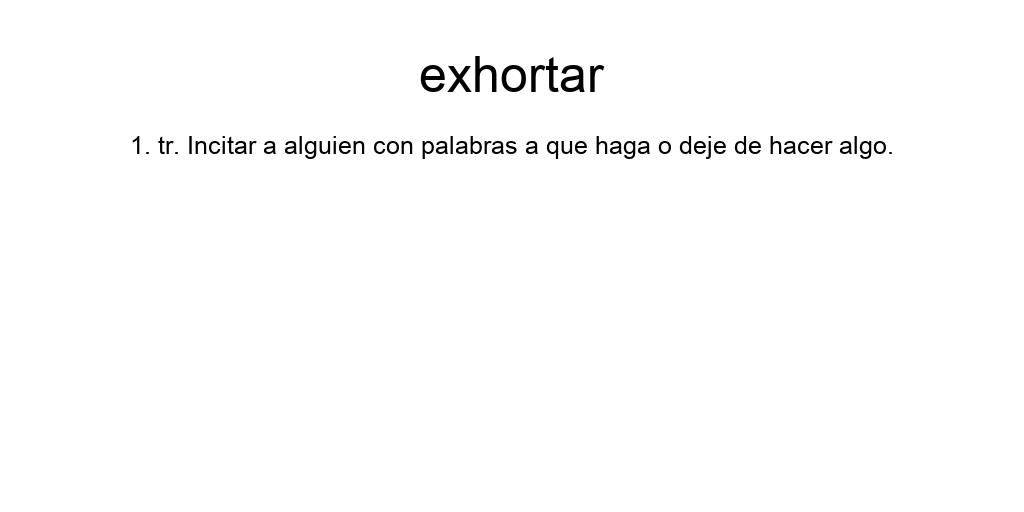 exhortar
1. tr. Incitar a alguien con palabras a que haga o deje de hacer algo.